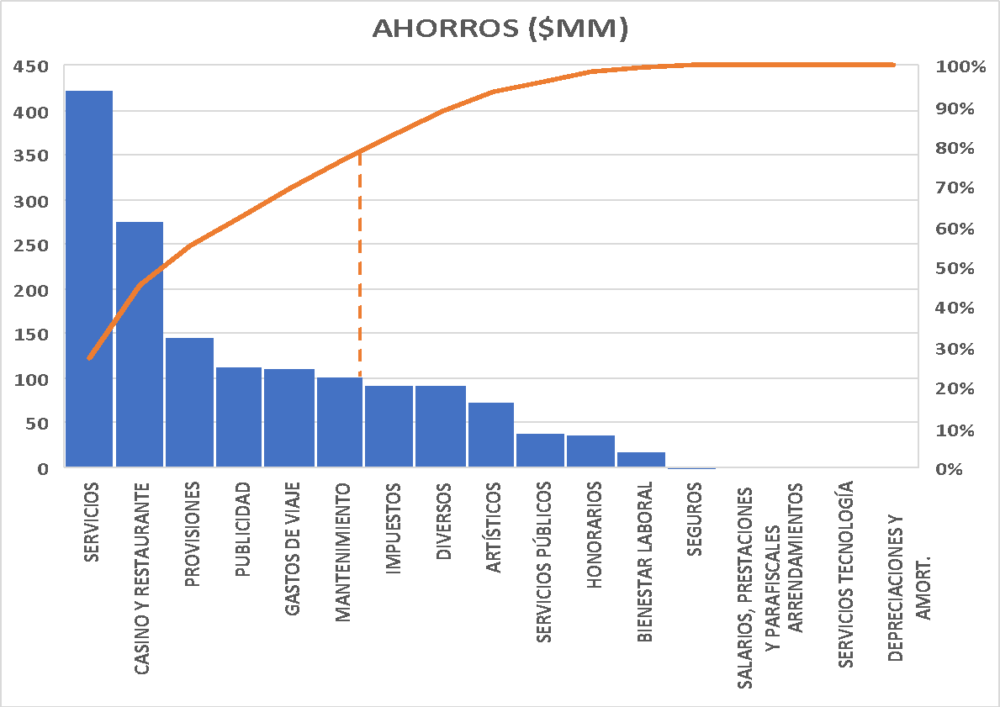 AHORROS ($MM)
450
400
350
300
250
200
150
100
50
0
100%
90%
80%
70%
60%
50%
40%
30%
20%
10%
0%
SERVICIOS
CASINO Y RESTAURANTE
PROVISIONES
PUBLICIDAD
GASTOS DE VIAJE
MANTENIMIENTO
IMPUESTOS
DIVERSOS
ARTÍSTICOS
SERVICIOS PÚBLICOS
HONORARIOS
BIENESTAR LABORAL
SEGUROS
SALARIOS, PRESTACIONES
Y PARAFISCALES
ARRENDAMIENTOS
SERVICIOS TECNOLOGÍA
DEPRECIACIONES Y
AMORT.